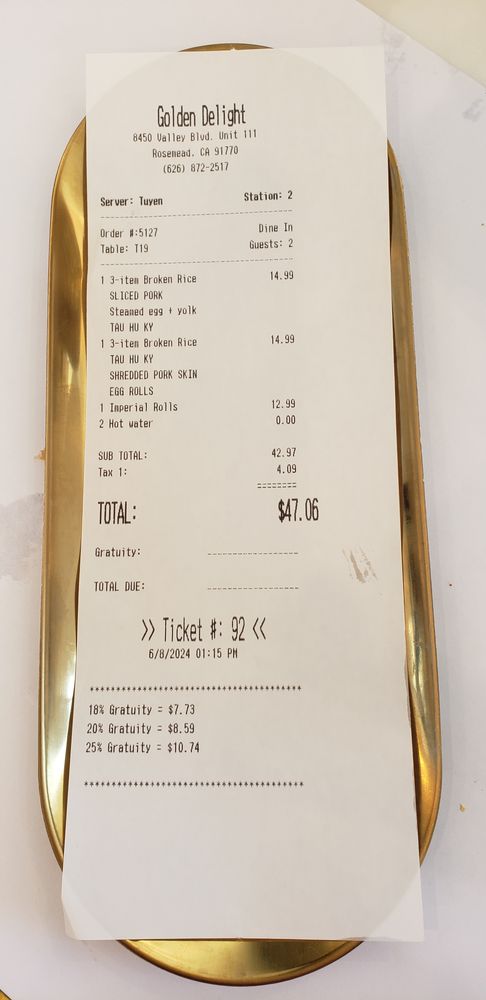 Golden Delight
8450 Valley Blvd. Unit 111
Rosemead, CA 91770
(626) 872-2517
Server: Tuyen Station: 2
Order #:5127 Dine In
Table: T19 Guests: 2
1 3-item Broken Rice 14.99
SLICED PORK
Steamed egg + yolk
TAU HU KY
1 3-item Broken Rice 14.99
TAU HU KY
SHREDDED PORK SKIN
EGG ROLLS
1 Imperial Rolls 12.99
2 Hot water 0.00
SUB TOTAL: 42.97
Tax 1: 4.09
========
TOTAL: $47.06
Gratuity: ------------------
TOTAL DUE: ------------------
>> Ticket #: 92 <<
6/8/2024 01:15 PM
******************************************
18% Gratuity = $7.73
20% Gratuity = $8.59
25% Gratuity = $10.74
******************************************